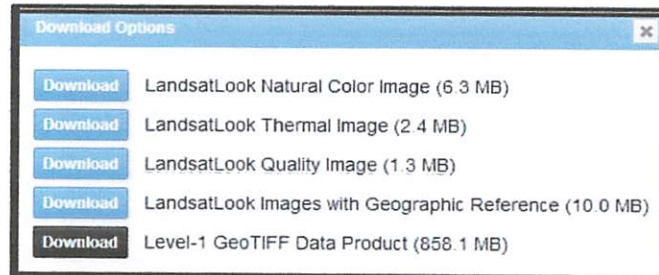 Download Options
Download LandsatLook Natural Color Image (6.3 MB)
Download LandsatLook Thermal Image (2.4 MB)
Download LandsatLook Quality Image (1.3 MB)
Download LandsatLook Images with Geographic Reference (10.0 MB)
Download Level-1 GeoTIFF Data Product (858.1 MB)